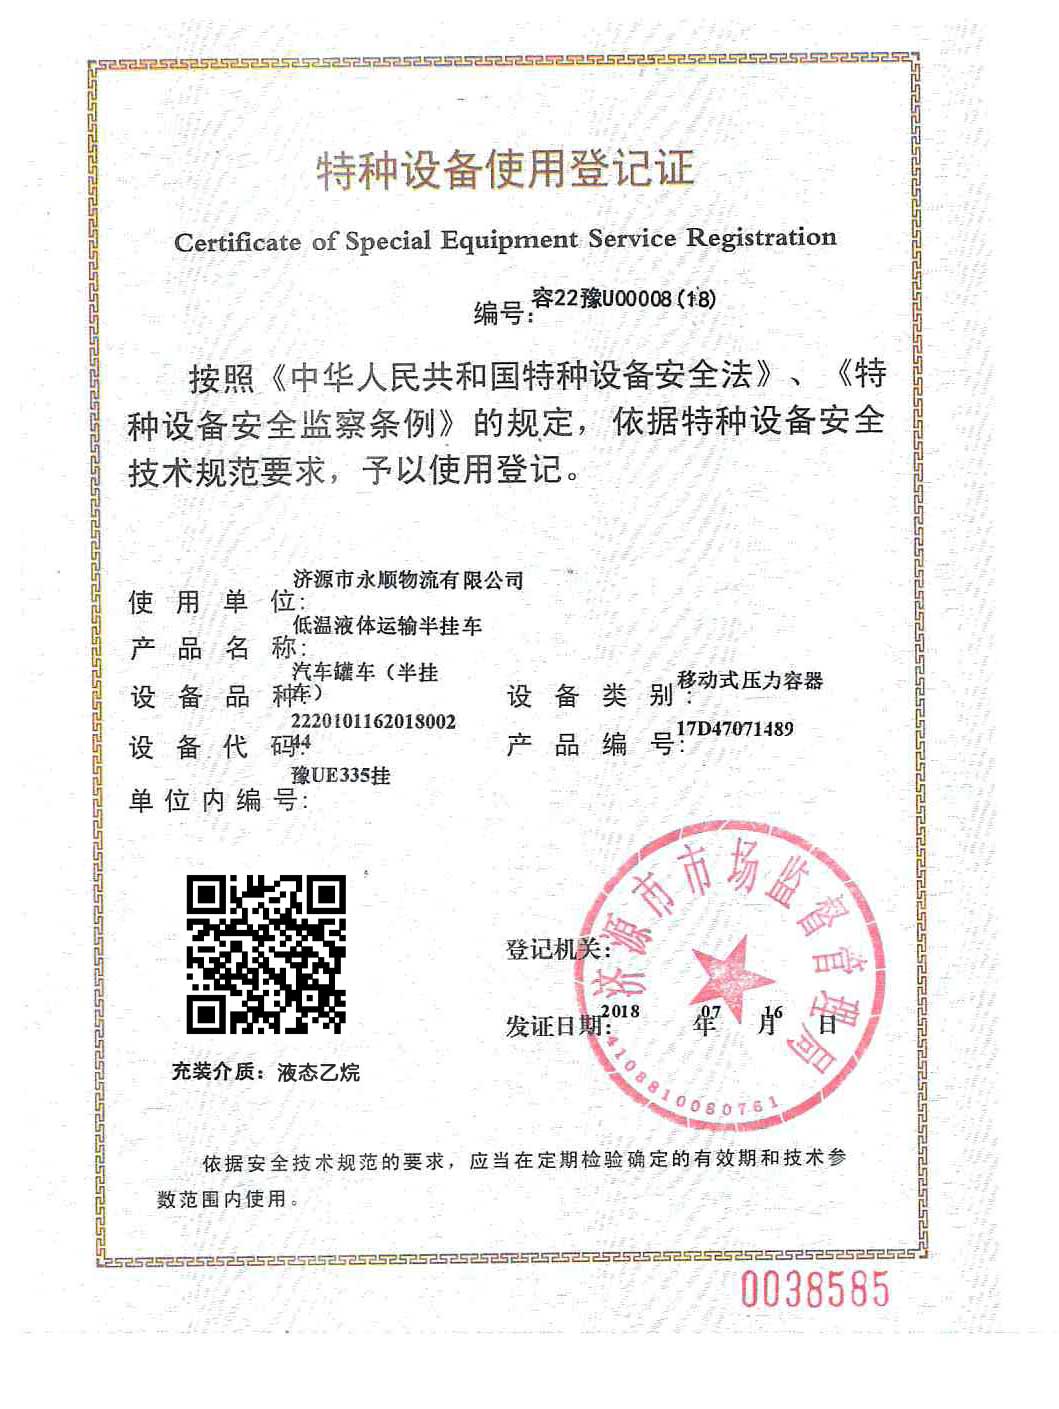 特种设备使用登记证
Certificate of Special Equipment Service Registration
编号:容22豫U00008(18)
按照《中华人民共和国特种设备安全法》、《特
种设备安全监察条例》的规定，依据特种设备安全
技术规范要求，予以使用登记。
使用单位:济源市永顺物流有限公司
产品名称:低温液体运输半挂车
设备品种:汽车罐车（半挂
车）
设备类别:移动式压力容器
设备代码:2220101162018002
44
产品编号:17D47071489
单位内编号:豫UE335挂
登记机关:
济源市市场监督管理局
发证日期:2018年07月16日
4108810080761
充装介质：液态乙烷
依据安全技术规范的要求，应当在定期检验确定的有效期和技术参
数范围内使用。
0038585